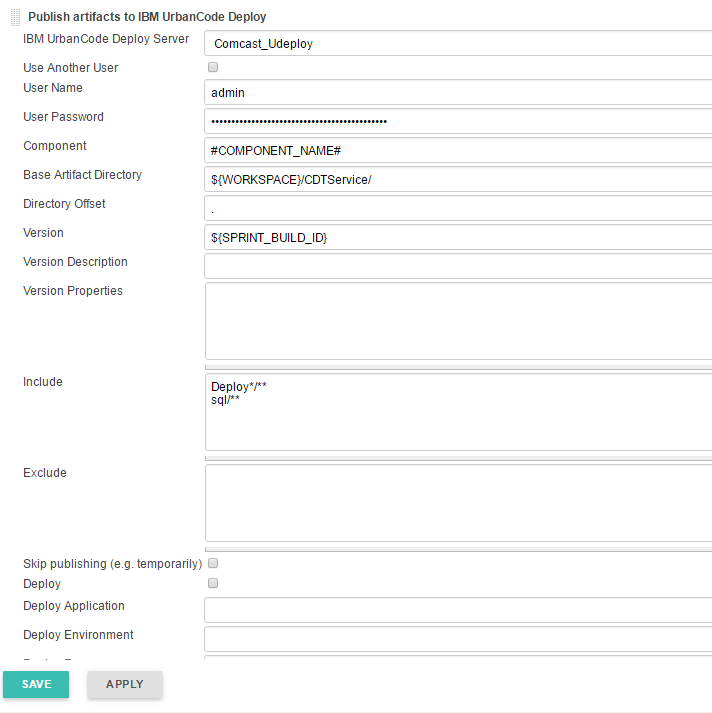 Publish artifacts to IBM UrbanCode Deploy
IBM UrbanCode Deploy Server Comcast_Udeploy
Use Another User
User Name admin
User Password ••••••••••••••••••••••••••••••••••••••••••••
Component #COMPONENT_NAME#
Base Artifact Directory ${WORKSPACE}/CDTService/
Directory Offset .
Version ${SPRINT_BUILD_ID}
Version Description
Version Properties
Include Deploy*/**
sql/**
Exclude
Skip publishing (e.g. temporarily)
Deploy
Deploy Application
Deploy Environment
SAVE APPLY